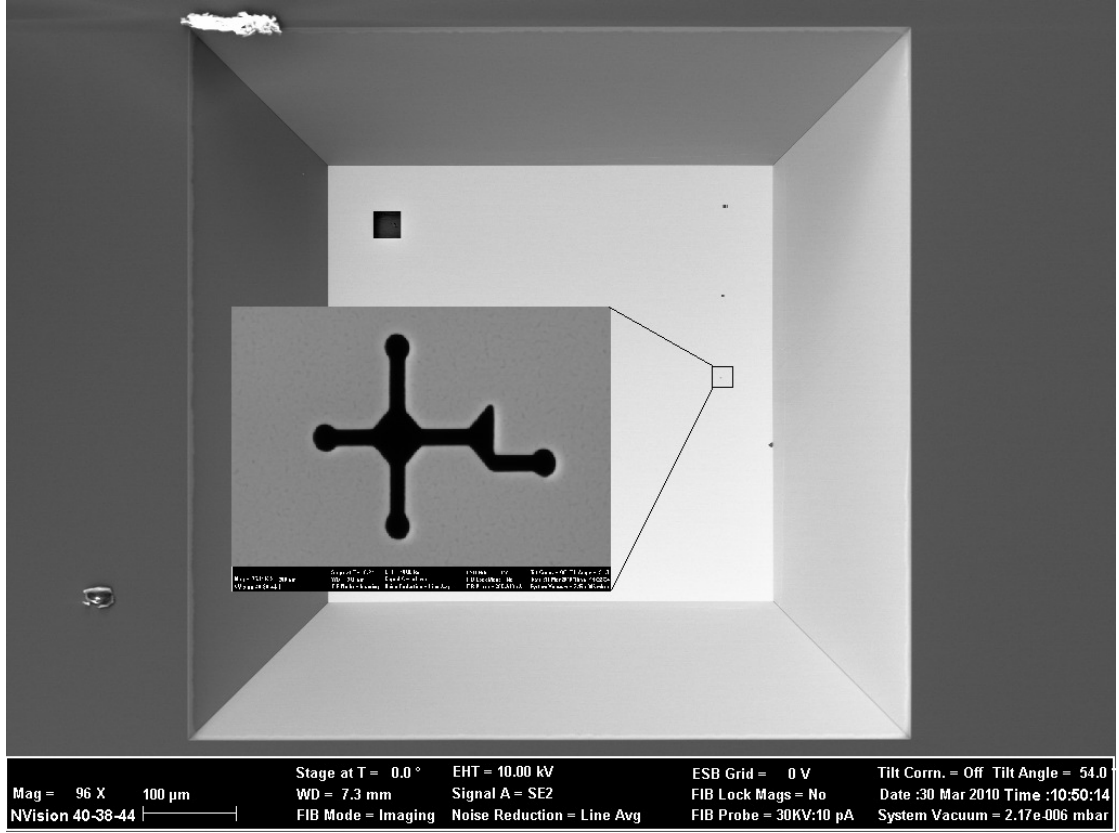 Stage at T = 0.0 ° EHT = 10.00 kV ESB Grid = 0 V Tilt Corrn. = Off Tilt Angle = 54.0 °
Mag = 96 X 100 µm WD = 7.3 mm Signal A = SE2 FIB Lock Mags = No Date :30 Mar 2010 Time :10:50:14
NVision 40-38-44 FIB Mode = Imaging Noise Reduction = Line Avg FIB Probe = 30KV:10 pA System Vacuum = 2.17e-006 mbar